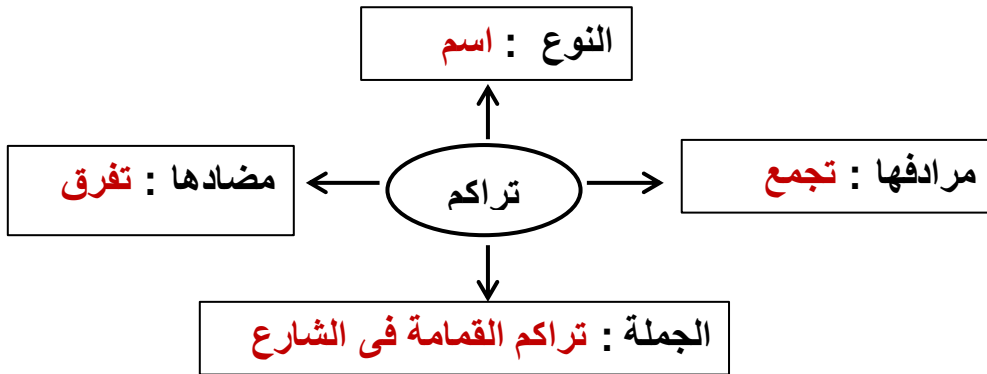 النوع : اسم
مرادفها : تجمع
تراكم
مضادها : تفرق
الجملة : تراكم القمامة فى الشارع